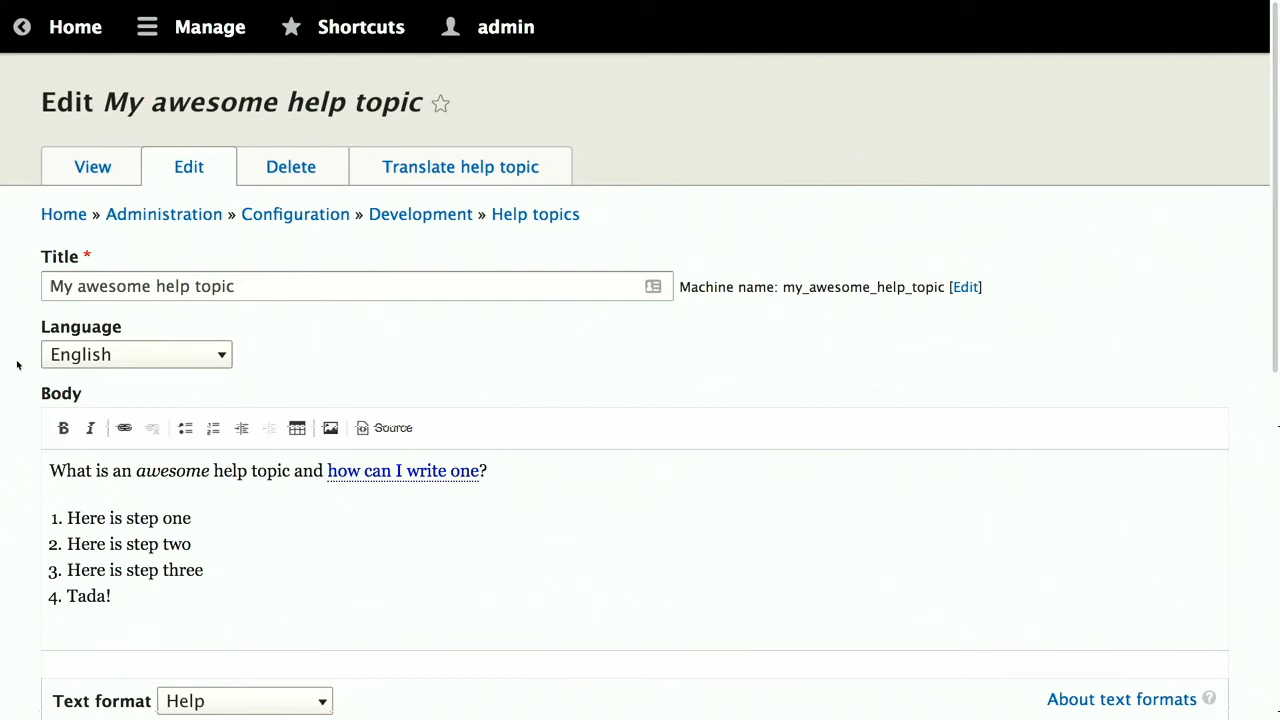 Home Manage Shortcuts admin
Edit My awesome help topic
View Edit Delete Translate help topic
Home » Administration » Configuration » Development » Help topics
Title *
My awesome help topic Machine name: my_awesome_help_topic [Edit]
Language
English
Body
B I Source
What is an awesome help topic and how can I write one?
1. Here is step one
2. Here is step two
3. Here is step three
4. Tada!
Text format Help About text formats ?